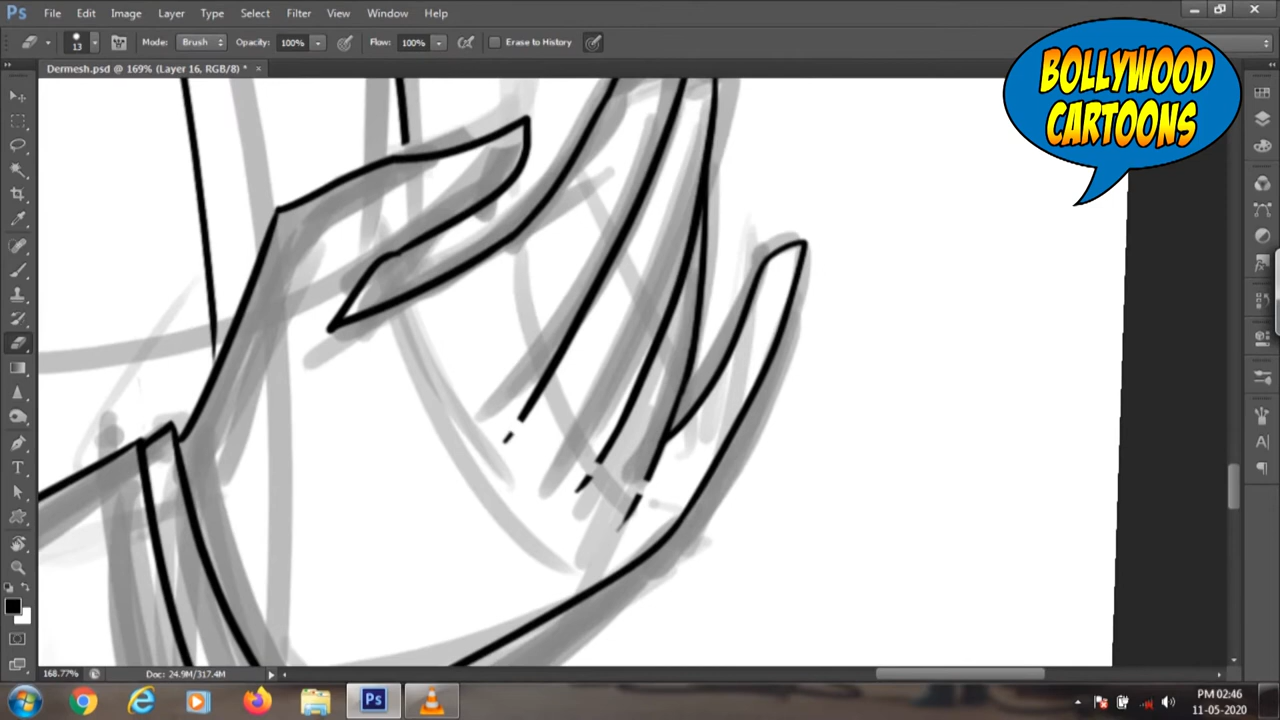 Ps File Edit Image Layer Type Select Filter View Window Help
13 Mode: Brush Opacity: 100% Flow: 100% Erase to History
Dermesh.psd @ 169% (Layer 16, RGB/8) * ×
BOLLYWOOD
CARTOONS
T
A
168.77% Doc: 24.9M/317.4M
Ps
PM 02:46
11-05-2020